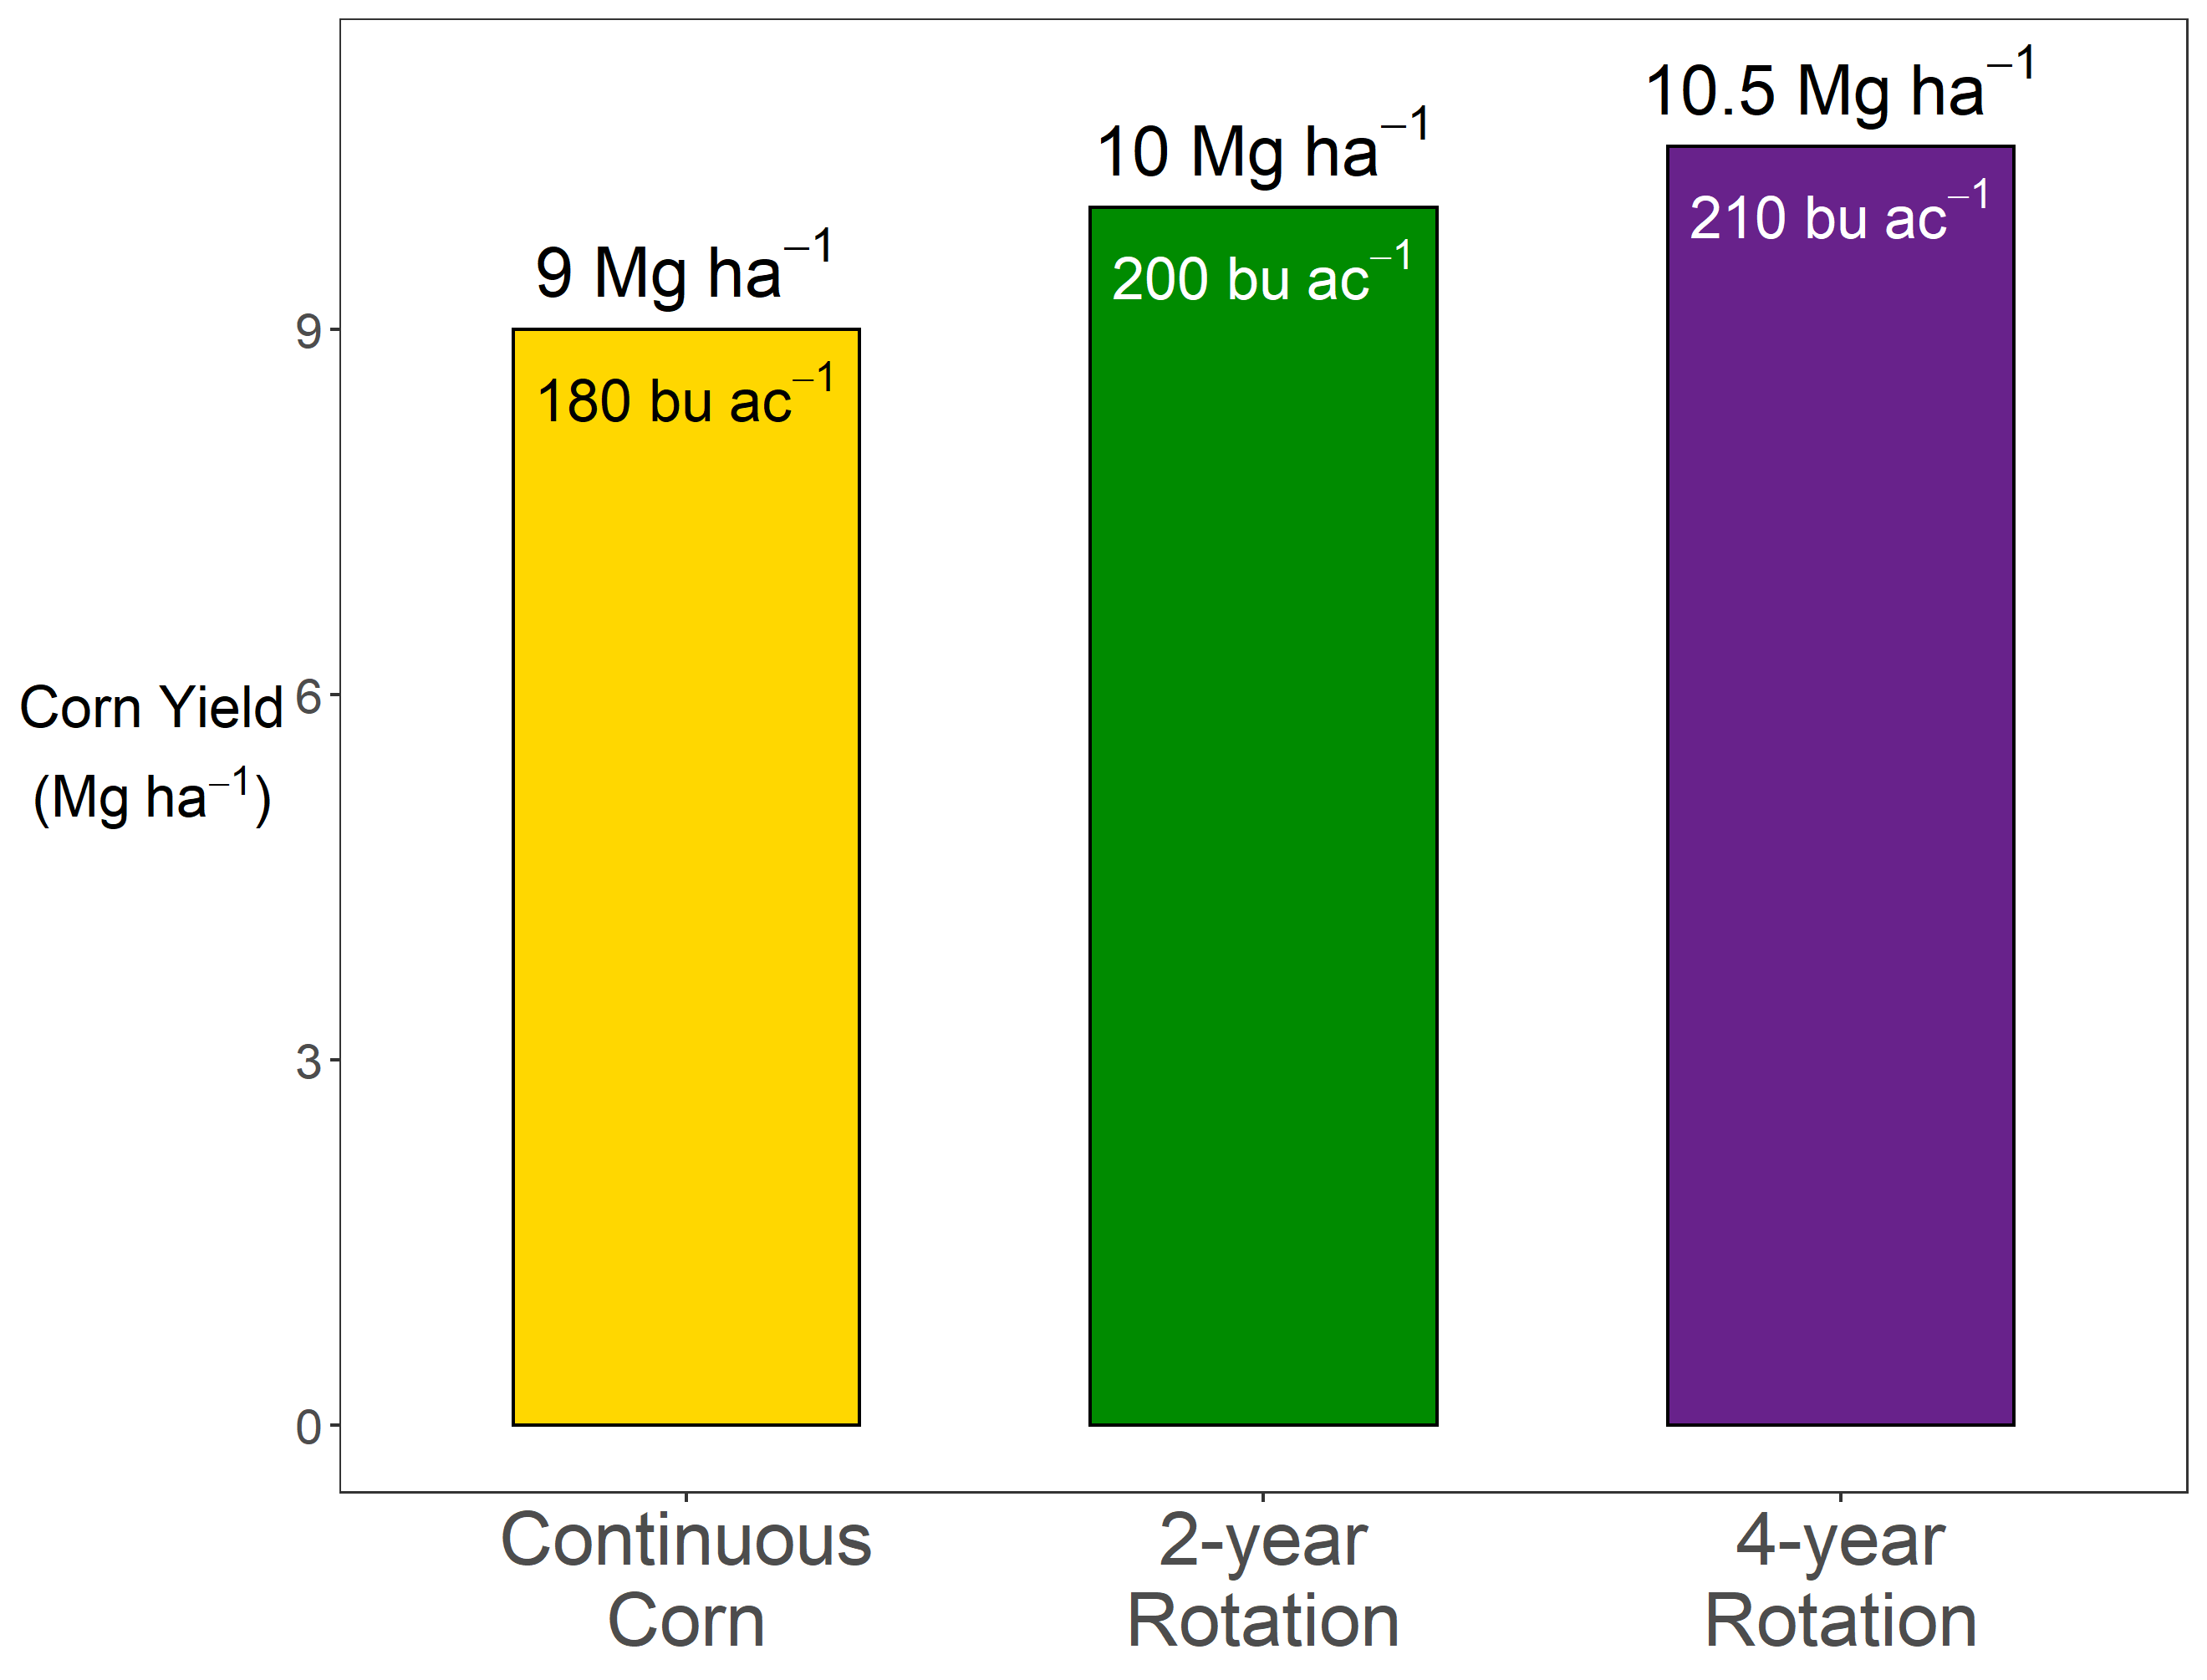 10.5 Mg ha⁻¹
10 Mg ha⁻¹
210 bu ac⁻¹
9 Mg ha⁻¹
200 bu ac⁻¹
9
180 bu ac⁻¹
6
Corn Yield
(Mg ha⁻¹)
3
0
Continuous
Corn
2-year
Rotation
4-year
Rotation